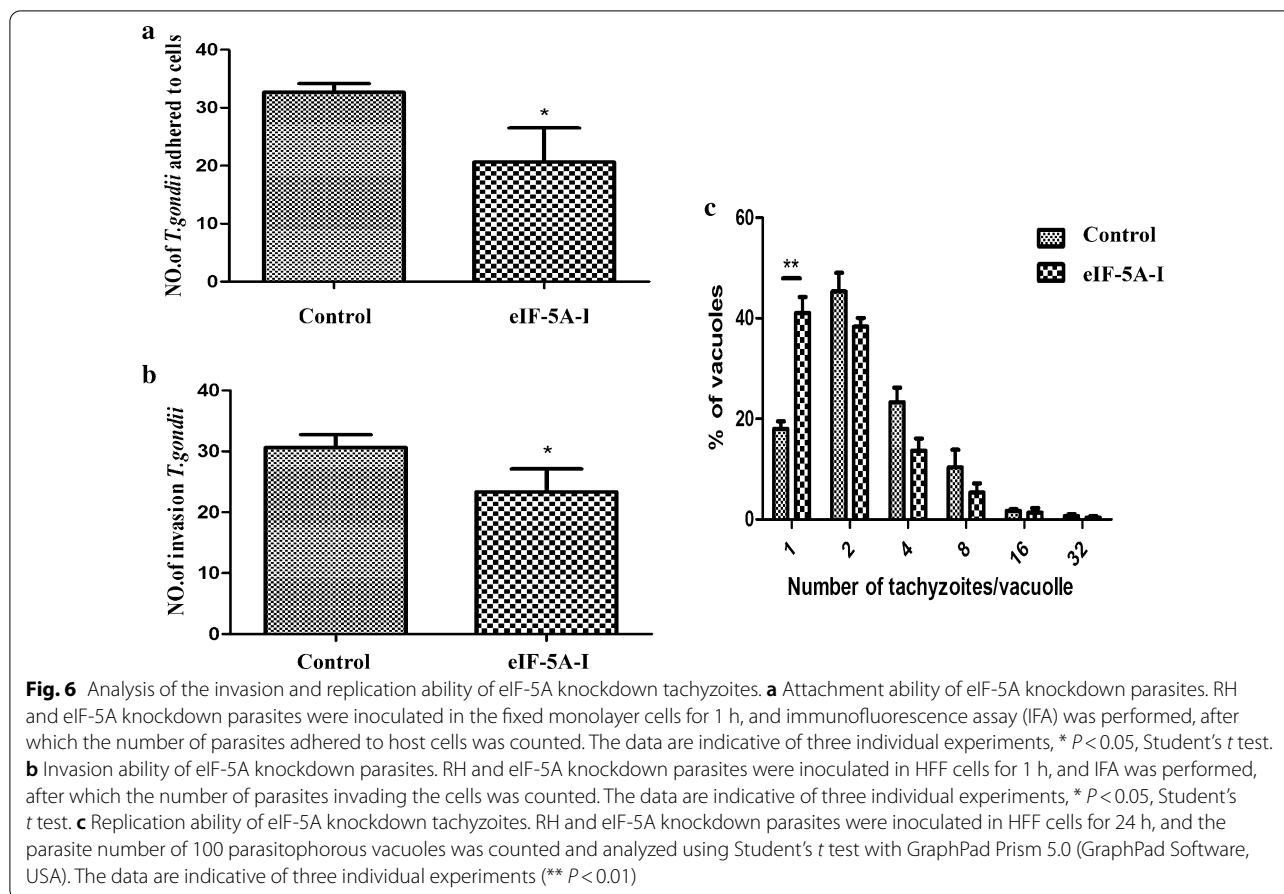 a
40
30
20
10
0
NO.of T.gondii adhered to cells
*
Control
eIF-5A-I
b
40
30
20
10
0
NO.of invasion T.gondii
*
Control
eIF-5A-I
c
60
40
20
0
% of vacuoles
**
Control
eIF-5A-I
1
2
4
8
16
32
Number of tachyzoites/vacuolle
Fig. 6 Analysis of the invasion and replication ability of eIF-5A knockdown tachyzoites. a Attachment ability of eIF-5A knockdown parasites. RH
and eIF-5A knockdown parasites were inoculated in the fixed monolayer cells for 1 h, and immunofluorescence assay (IFA) was performed, after
which the number of parasites adhered to host cells was counted. The data are indicative of three individual experiments, * P < 0.05, Student’s t test.
b Invasion ability of eIF-5A knockdown parasites. RH and eIF-5A knockdown parasites were inoculated in HFF cells for 1 h, and IFA was performed,
after which the number of parasites invading the cells was counted. The data are indicative of three individual experiments, * P < 0.05, Student’s
t test. c Replication ability of eIF-5A knockdown tachyzoites. RH and eIF-5A knockdown parasites were inoculated in HFF cells for 24 h, and the
parasite number of 100 parasitophorous vacuoles was counted and analyzed using Student’s t test with GraphPad Prism 5.0 (GraphPad Software,
USA). The data are indicative of three individual experiments (** P < 0.01)